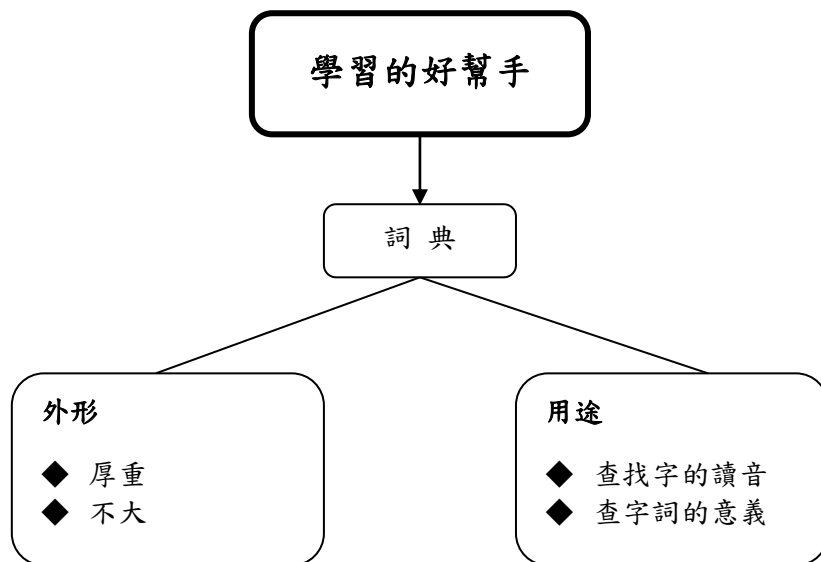 學習的好幫手
詞典
外形
◆ 厚重
◆ 不大
用途
◆ 查找字的讀音
◆ 查字詞的意義